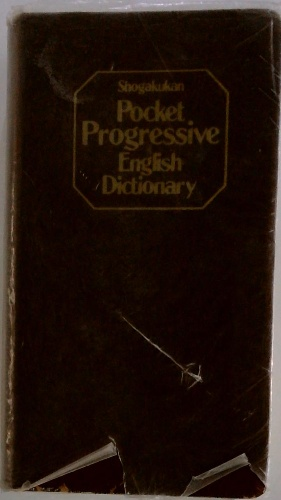 Shogakukan
Pocket
Progressive
English
Dictionary